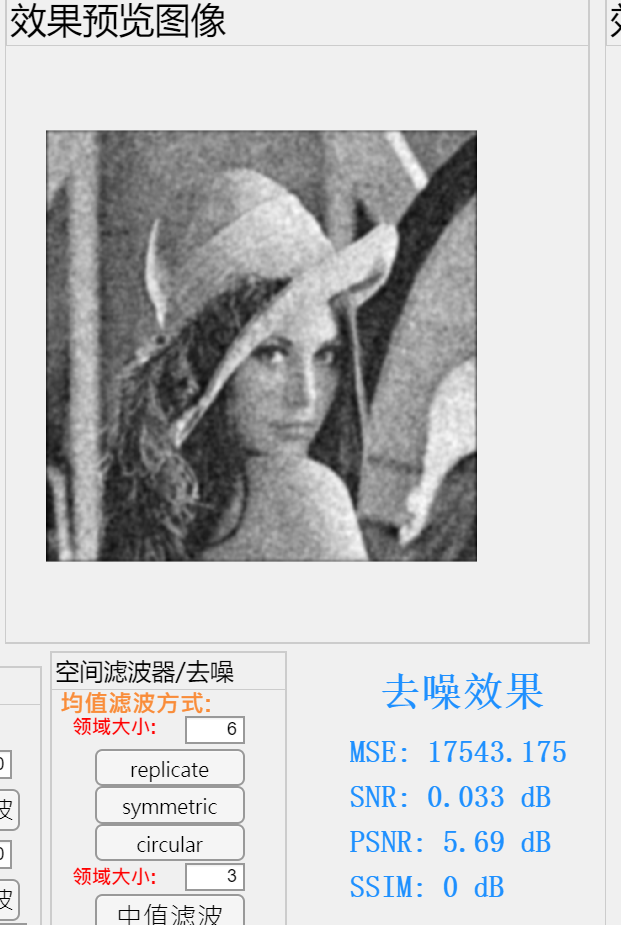 效果预览图像
空间滤波器/去噪
均值滤波方式:
领域大小:
6
replicate
symmetric
circular
领域大小:
3
中值滤波
波
波
去噪效果
MSE: 17543.175
SNR: 0.033 dB
PSNR: 5.69 dB
SSIM: 0 dB